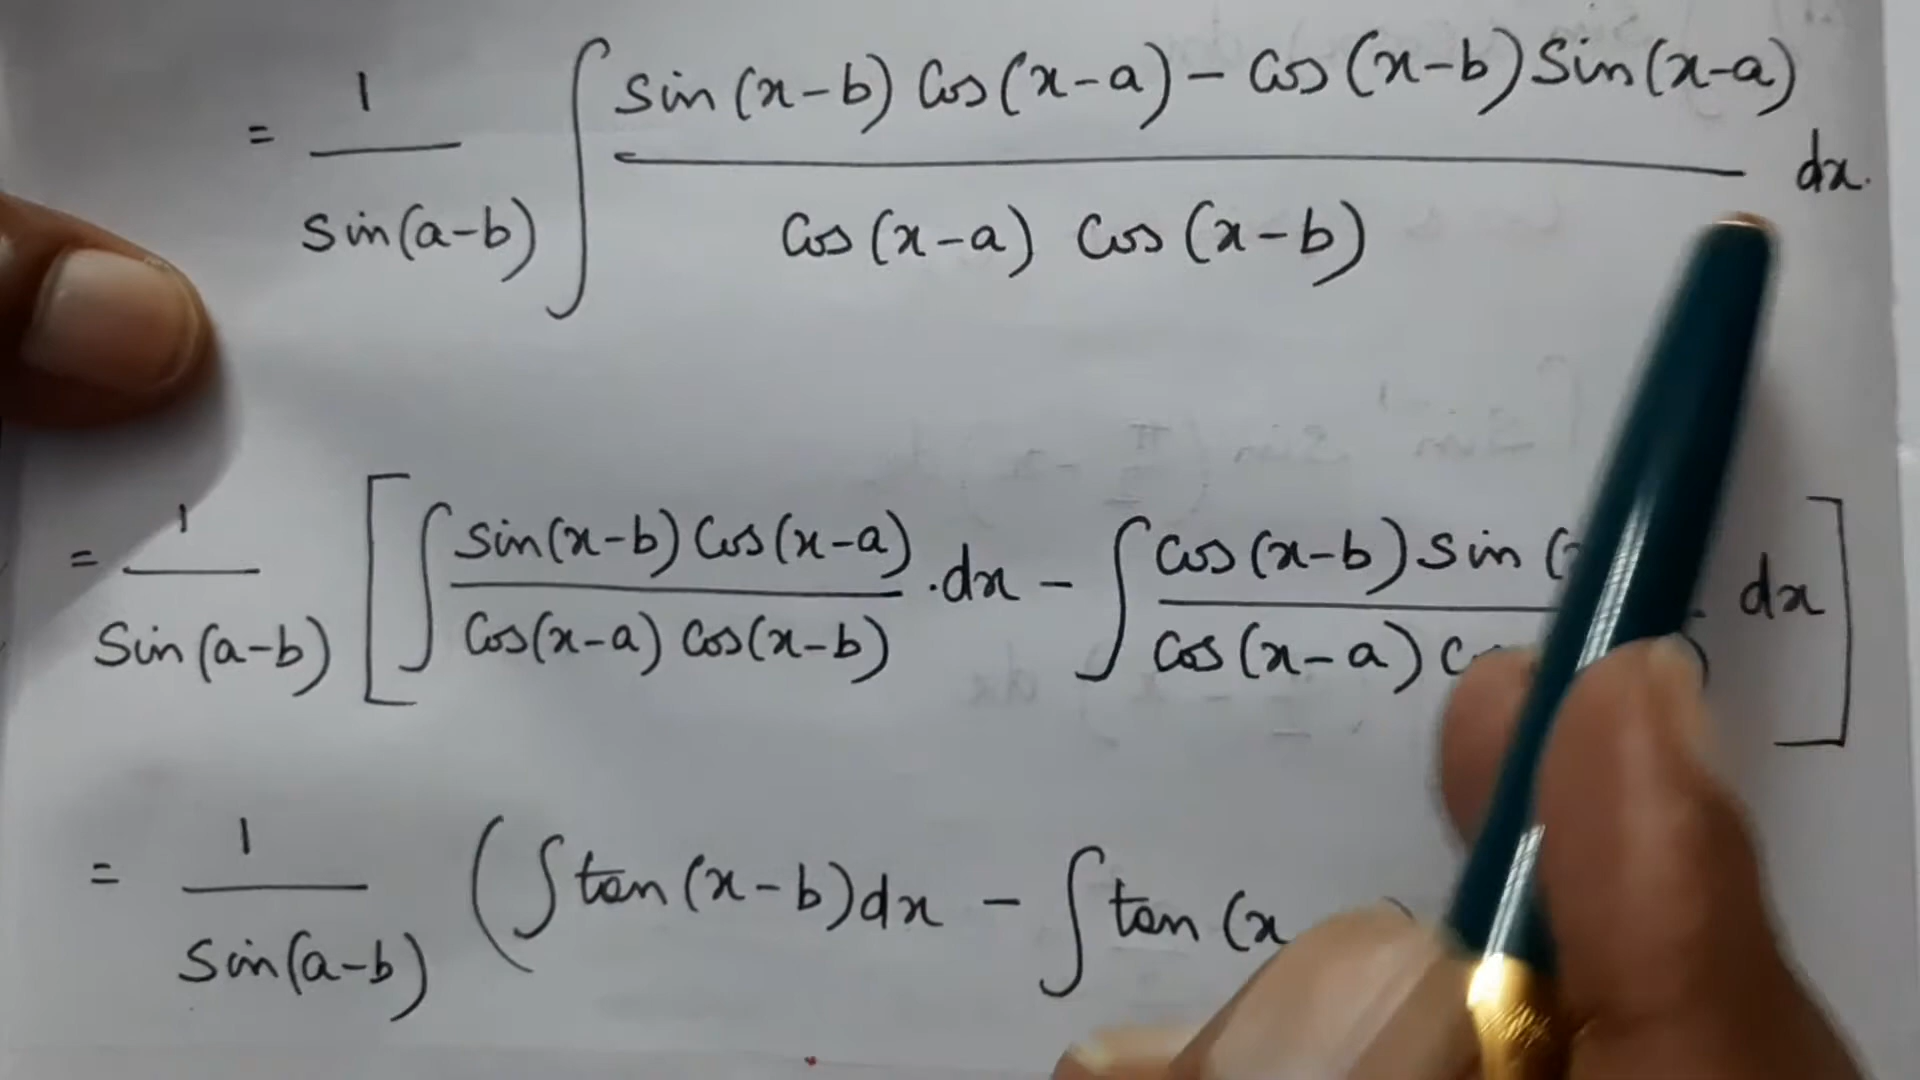 = 1/sin(a-b) ∫ sin(x-b) cos(x-a) - cos(x-b) sin(x-a) / cos(x-a) cos(x-b) dx.
= 1/sin(a-b) [∫ sin(x-b) cos(x-a) / cos(x-a) cos(x-b) .dx - ∫ cos(x-b) sin ( / cos(x-a) dx]
= 1/sin(a-b) (∫ tan(x-b)dx - ∫ tan(x